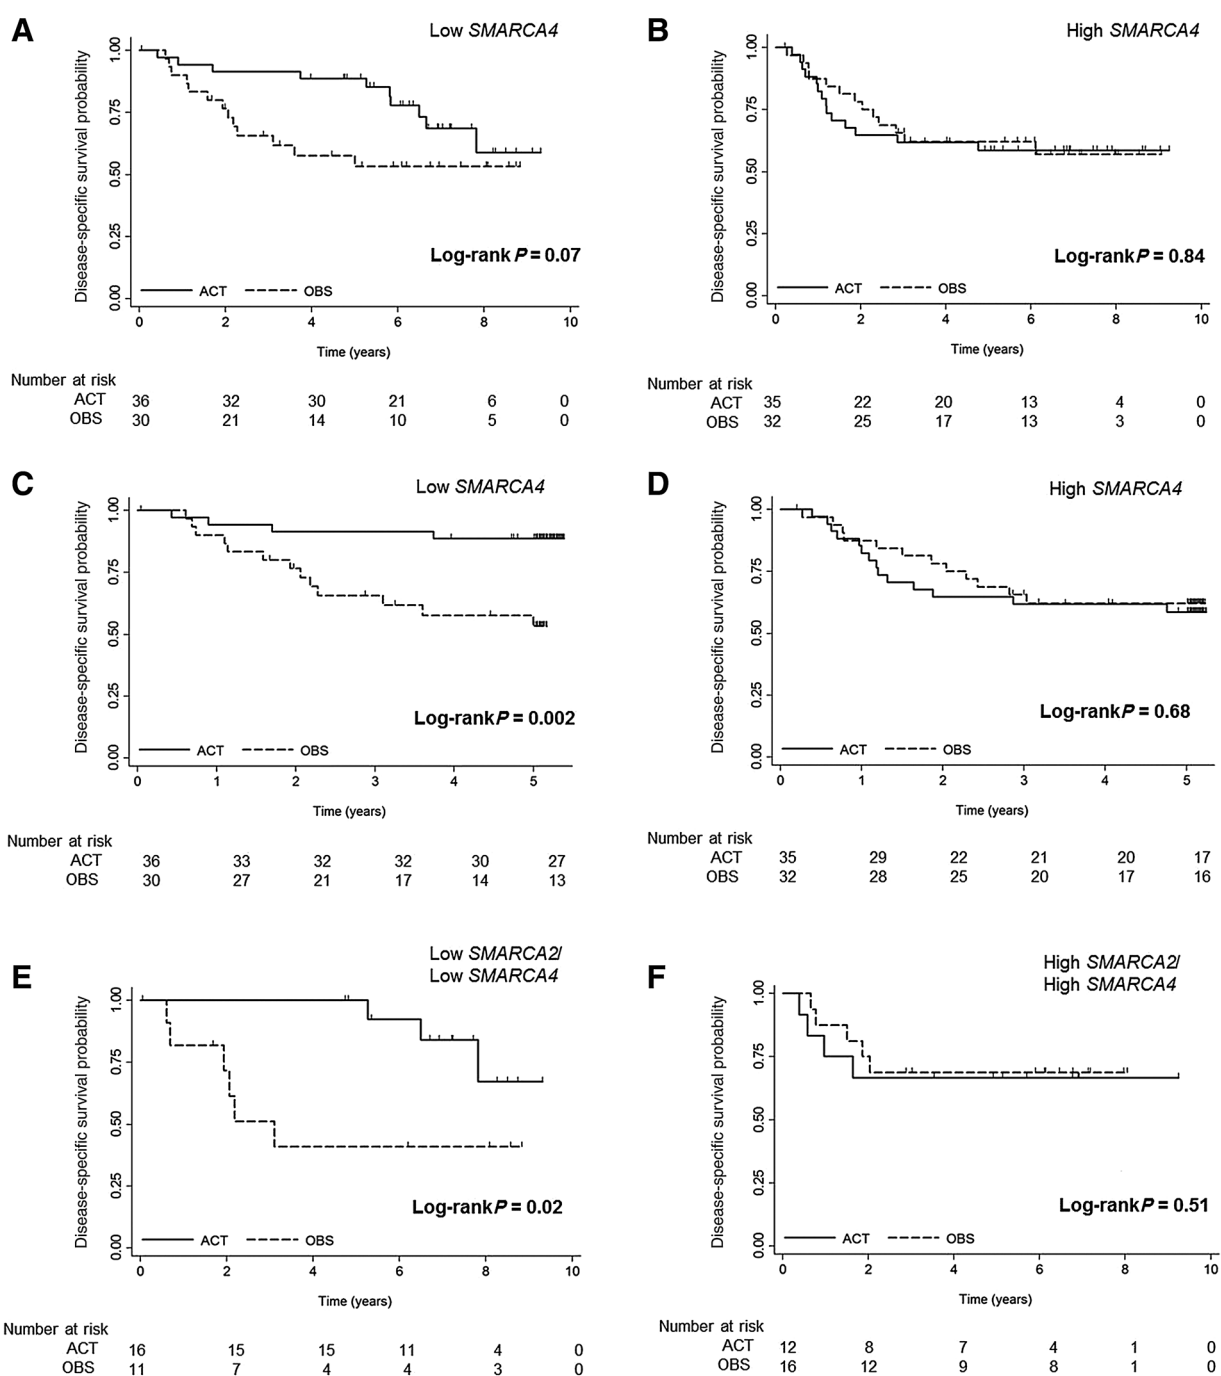 A
Low SMARCA4
Disease-specific survival probability
1.00
0.75
0.50
0.25
0.00
Log-rank P = 0.07
ACT OBS
0 2 4 6 8 10
Time (years)
Number at risk
ACT 36 32 30 21 6 0
OBS 30 21 14 10 5 0
B
High SMARCA4
Disease-specific survival probability
1.00
0.75
0.50
0.25
0.00
Log-rank P = 0.84
ACT OBS
0 2 4 6 8 10
Time (years)
Number at risk
ACT 35 22 20 13 4 0
OBS 32 25 17 13 3 0
C
Low SMARCA4
Disease-specific survival probability
1.00
0.75
0.50
0.25
0.00
Log-rank P = 0.002
ACT OBS
0 1 2 3 4 5
Time (years)
Number at risk
ACT 36 33 32 32 30 27
OBS 30 27 21 17 14 13
D
High SMARCA4
Disease-specific survival probability
1.00
0.75
0.50
0.25
0.00
Log-rank P = 0.68
ACT OBS
0 1 2 3 4 5
Time (years)
Number at risk
ACT 35 29 22 21 20 17
OBS 32 28 25 20 17 16
E
Low SMARCA2/
Low SMARCA4
Disease-specific survival probability
1.00
0.75
0.50
0.25
0.00
Log-rank P = 0.02
ACT OBS
0 2 4 6 8 10
Time (years)
Number at risk
ACT 16 15 15 11 4 0
OBS 11 7 4 4 3 0
F
High SMARCA2/
High SMARCA4
Disease-specific survival probability
1.00
0.75
0.50
0.25
0.00
Log-rank P = 0.51
ACT OBS
0 2 4 6 8 10
Time (years)
Number at risk
ACT 12 8 7 4 1 0
OBS 16 12 9 8 1 0